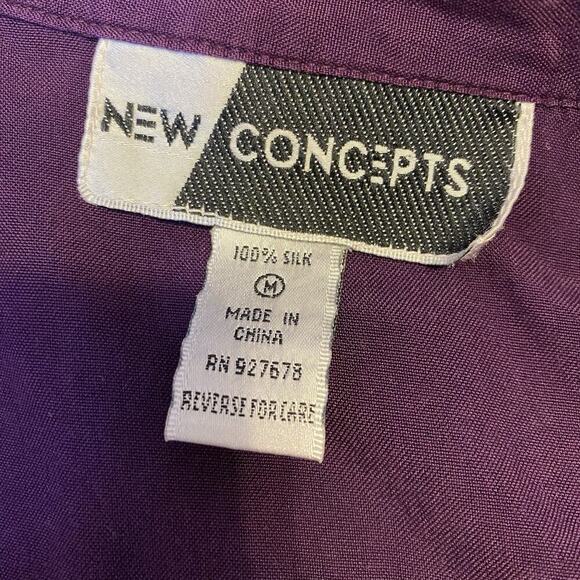 NEW CONCEPTS
100% SILK
M
MADE IN
CHINA
RN 927678
REVERSE FOR CARE